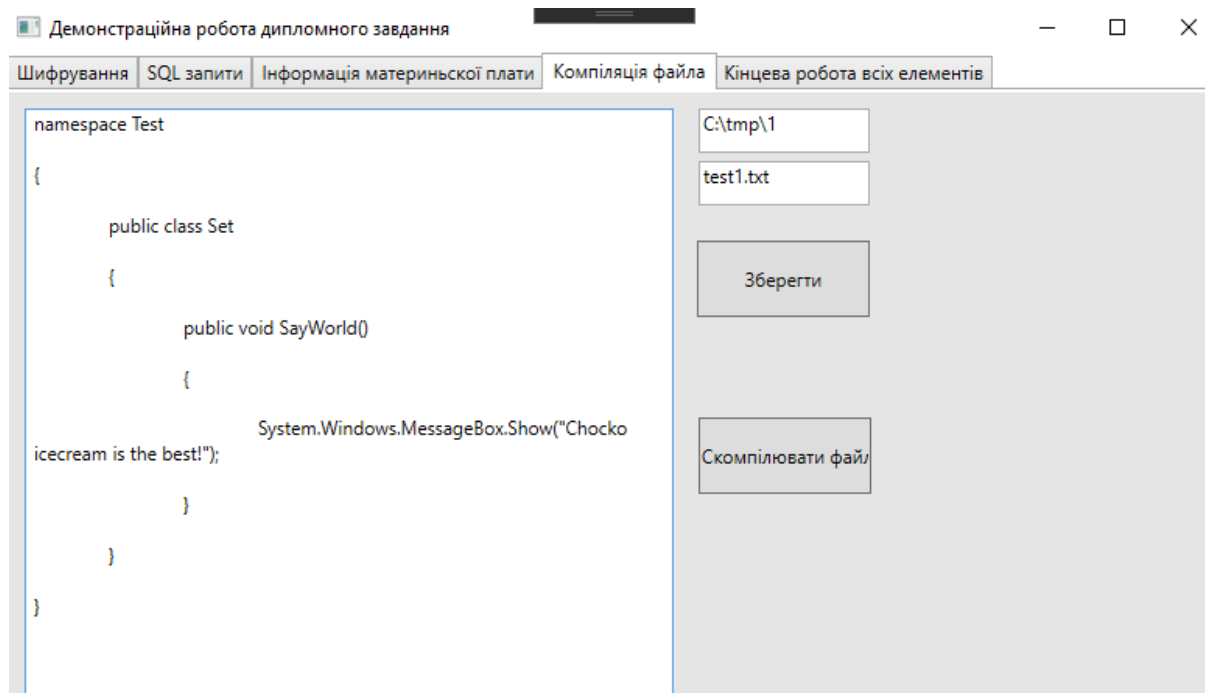 Демонстраційна робота дипломного завдання
Шифрування
SQL запити
Інформація материньскої плати
Компіляція файла
Кінцева робота всіх елементів
namespace Test
{
public class Set
{
public void SayWorld()
{
System.Windows.MessageBox.Show("Chocko
icecream is the best!");
}
}
}
C:\tmp\1
test1.txt
Зберегти
Скомпілювати файл